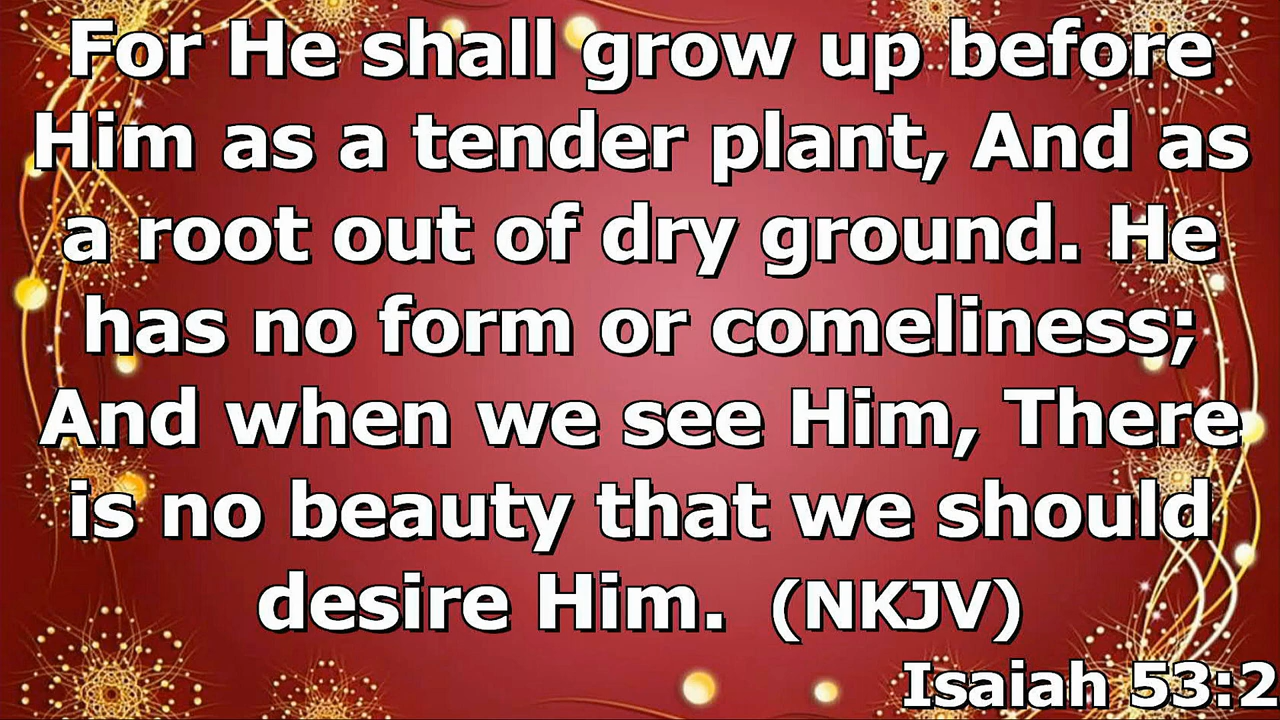 For He shall grow up before
Him as a tender plant, And as
a root out of dry ground. He
has no form or comeliness;
And when we see Him, There
is no beauty that we should
desire Him. (NKJV)
Isaiah 53:2